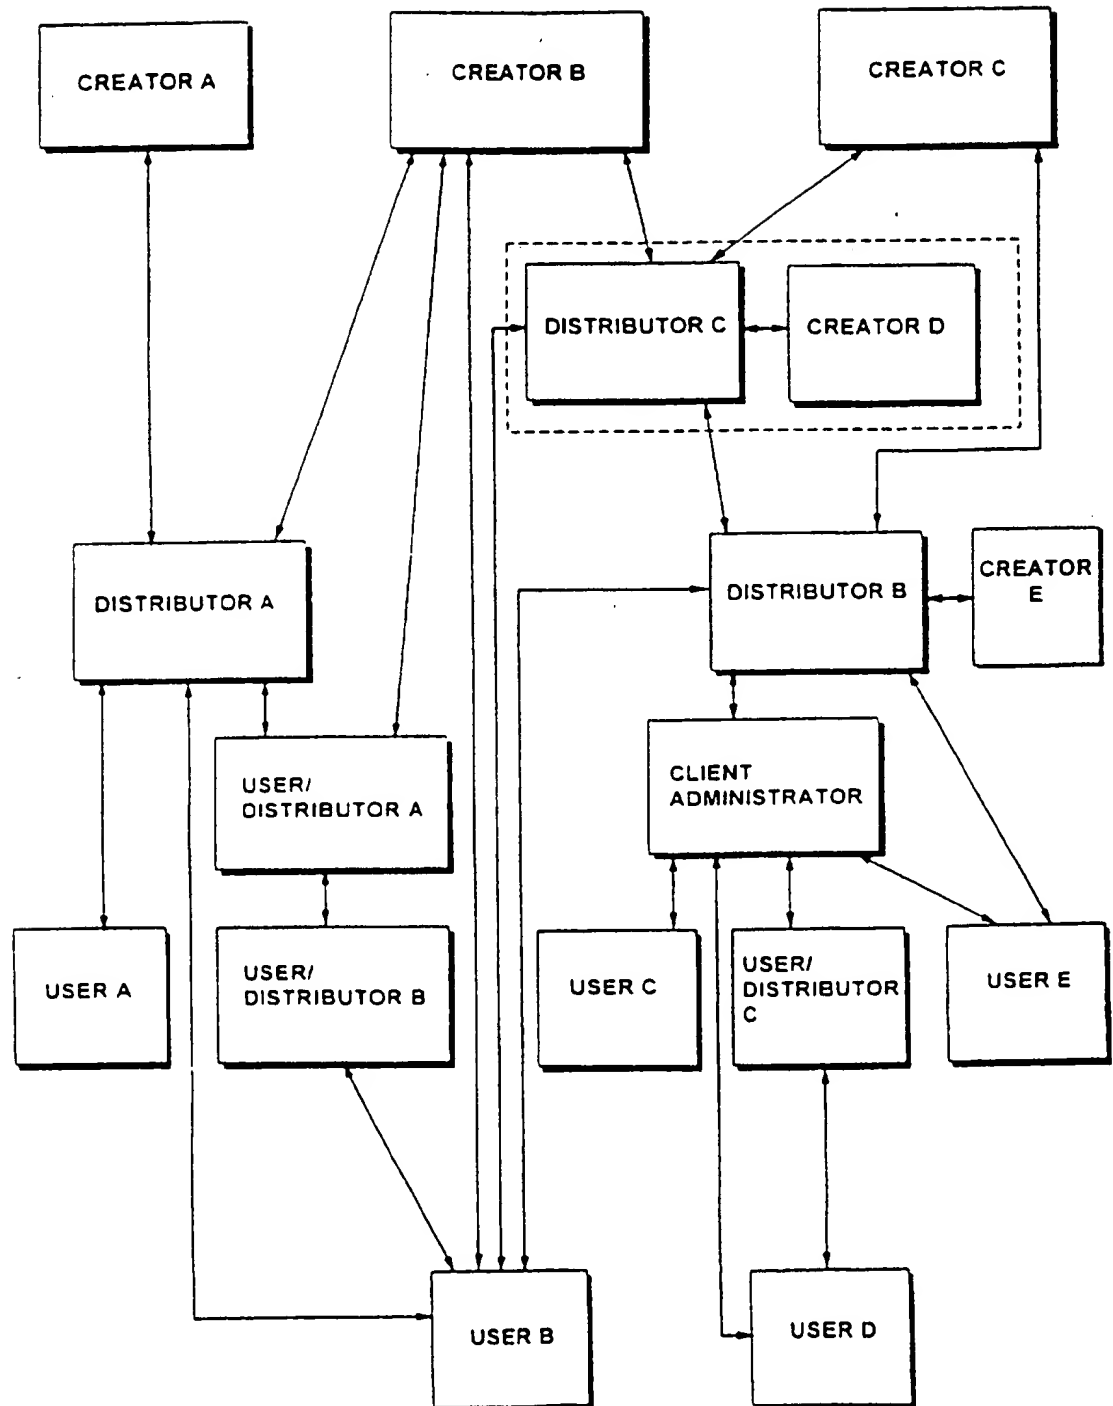 CREATOR A
CREATOR B
CREATOR C
DISTRIBUTOR C
CREATOR D
DISTRIBUTOR A
DISTRIBUTOR B
CREATOR
E
USER/
DISTRIBUTOR A
CLIENT
ADMINISTRATOR
USER A
USER/
DISTRIBUTOR B
USER C
USER/
DISTRIBUTOR
C
USER E
USER B
USER D